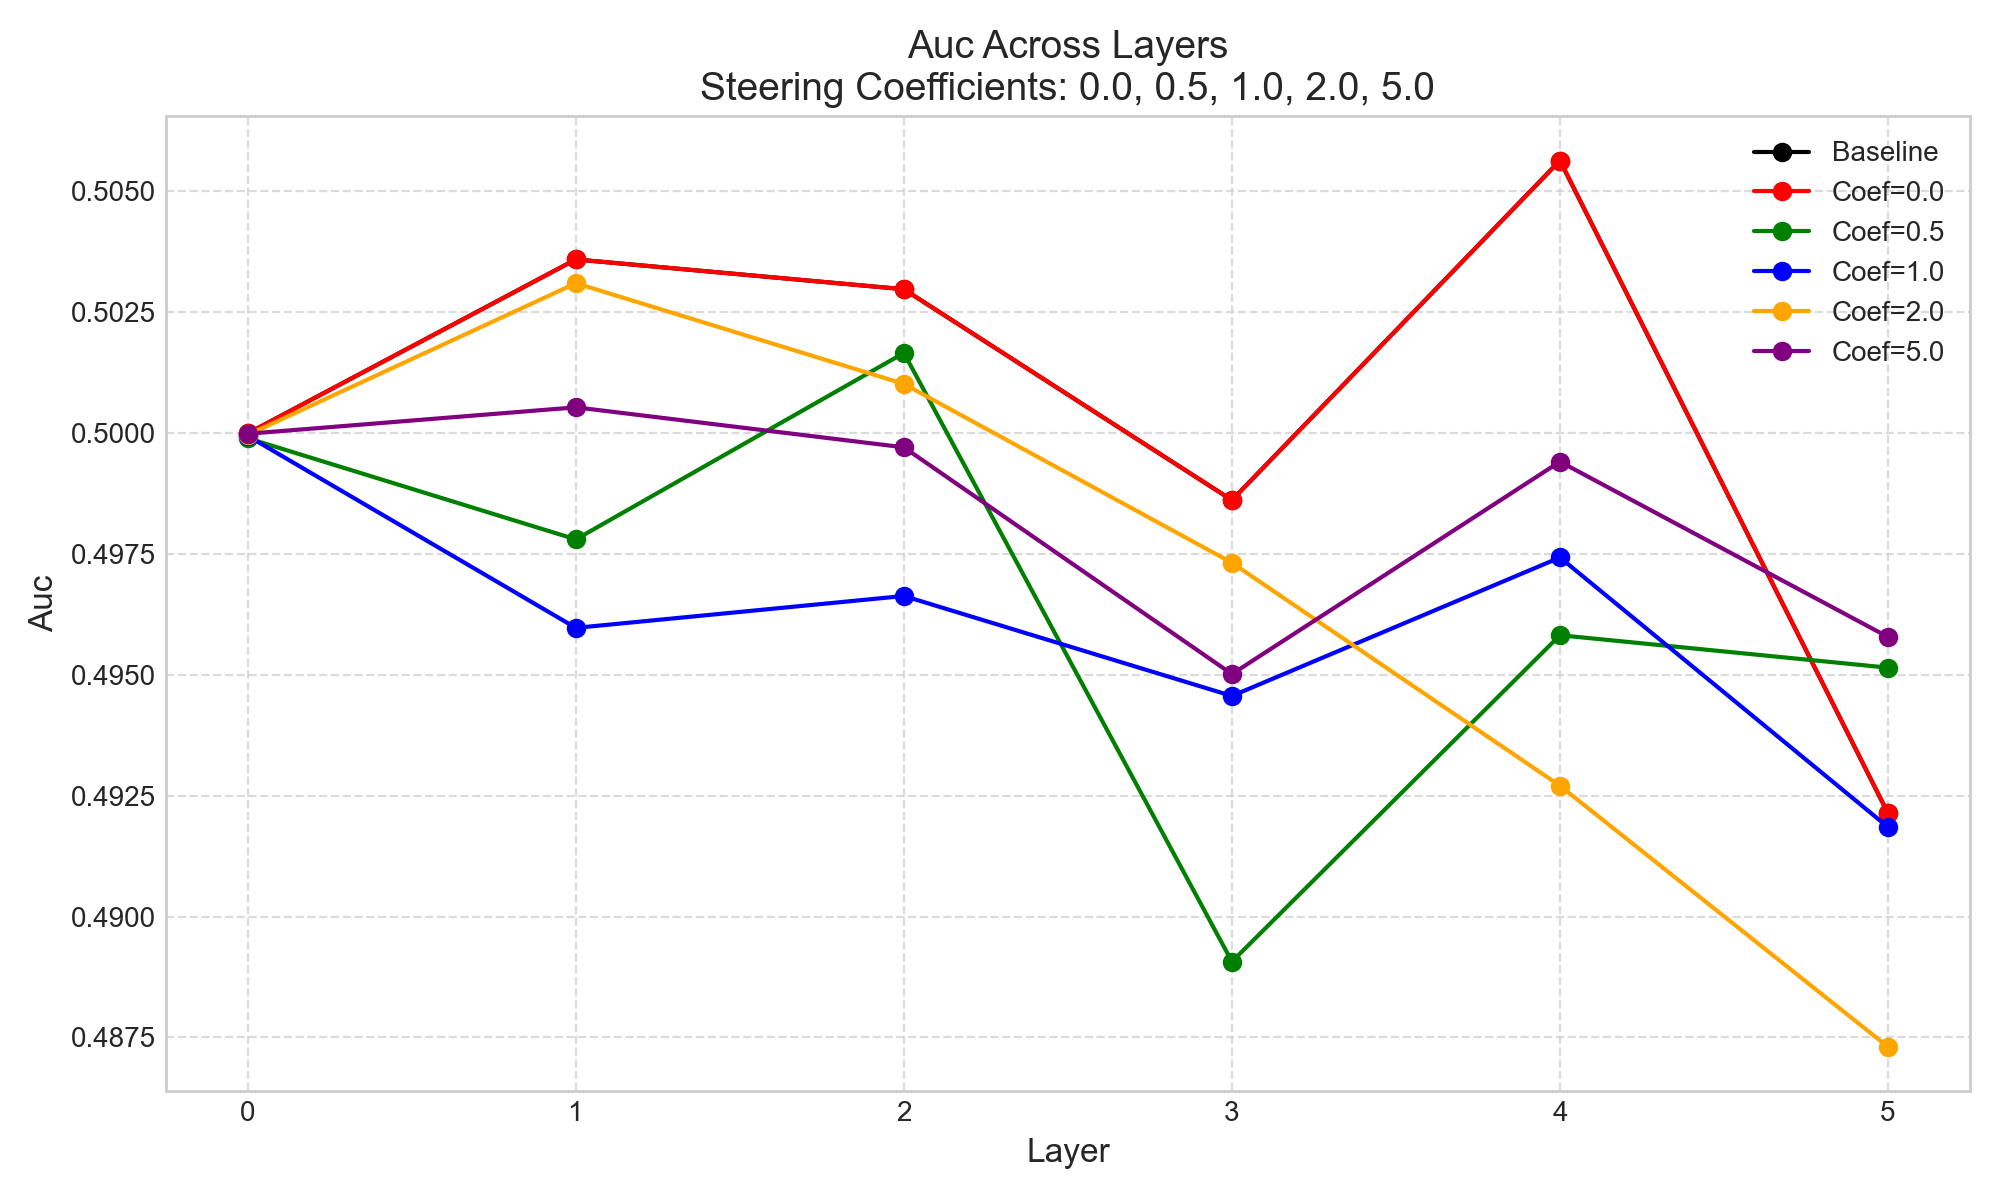 Auc Across Layers
Steering Coefficients: 0.0, 0.5, 1.0, 2.0, 5.0
Baseline
Coef=0.0
Coef=0.5
Coef=1.0
Coef=2.0
Coef=5.0
0.5050
0.5025
0.5000
0.4975
0.4950
0.4925
0.4900
0.4875
Auc
0 1 2 3 4 5
Layer